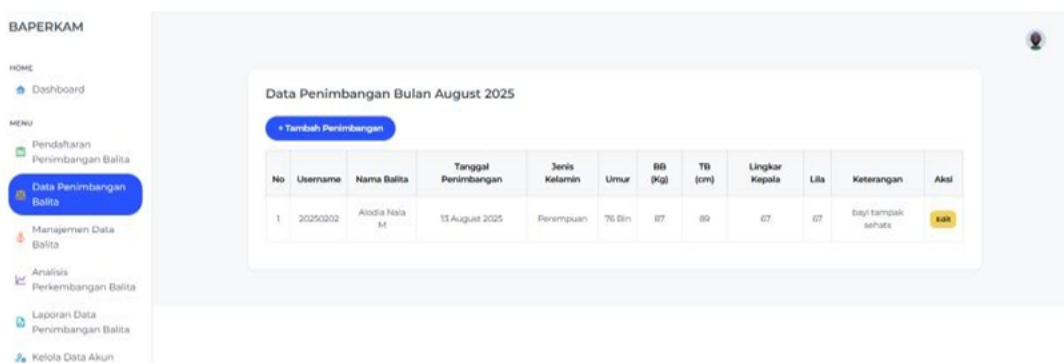 BAPERKAM
HOME
Dashboard
MENU
Pendaftaran
Penimbangan Balita
Data Penimbangan
Balita
Manajemen Data
Balita
Analisis
Perkembangan Balita
Laporan Data
Penimbangan Balita
Kelola Data Akun
Data Penimbangan Bulan August 2025
+ Tambah Penimbangan
No Username Nama Balita Tanggal Penimbangan Jenis Kelamin Umur BB (Kg) TB (cm) Lingkar Kepala Lila Keterangan Aksi
1 20250202 Alodia Naia M 13 August 2025 Perempuan 76 Bln 87 89 67 67 bayi tampak sehats Edit